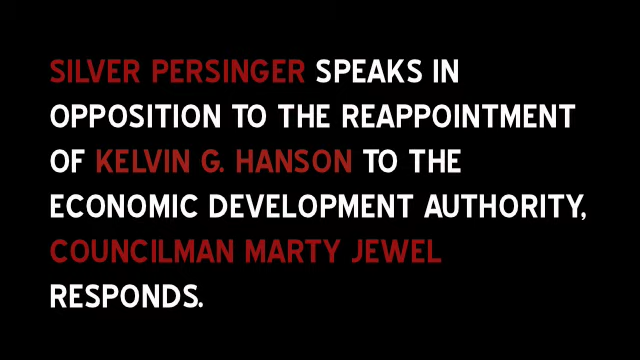 SILVER PERSINGER SPEAKS IN
OPPOSITION TO THE REAPPOINTMENT
OF KELVIN G. HANSON TO THE
ECONOMIC DEVELOPMENT AUTHORITY,
COUNCILMAN MARTY JEWEL
RESPONDS.